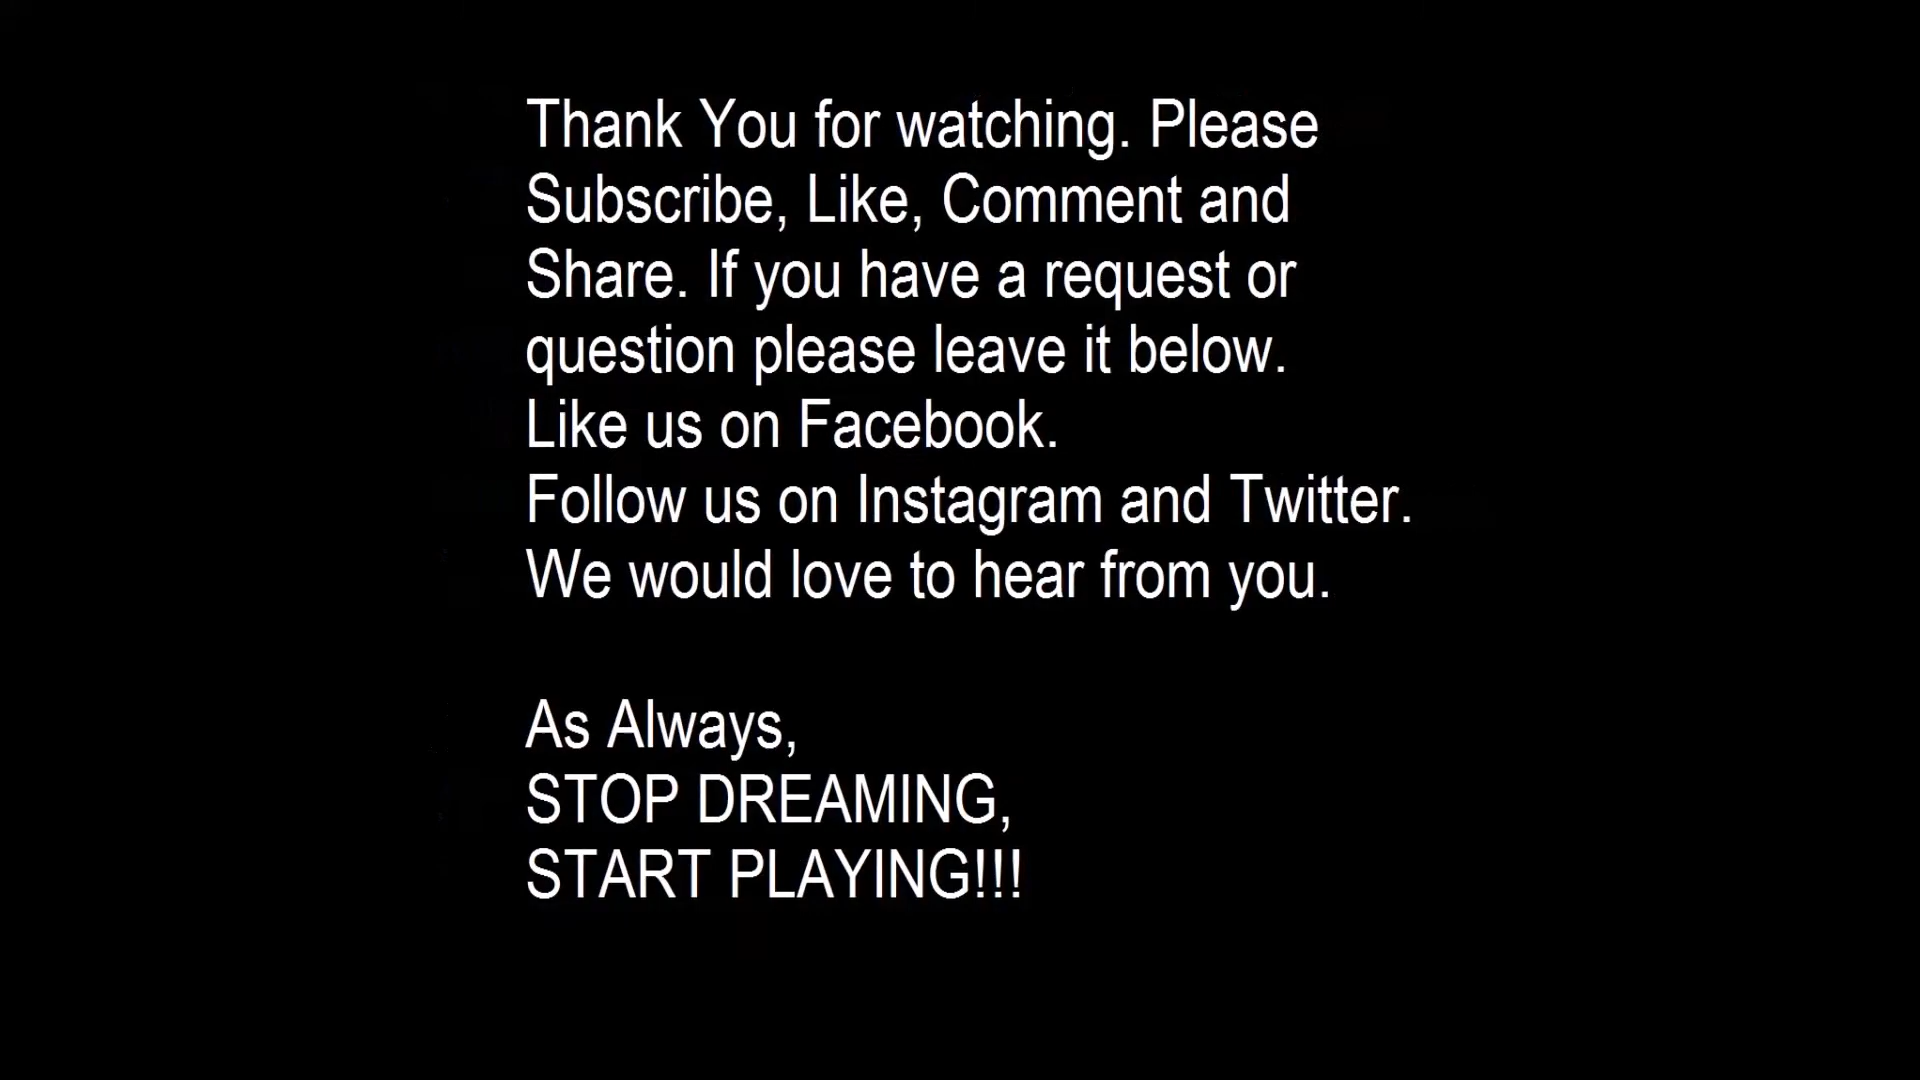 Thank You for watching. Please
Subscribe, Like, Comment and
Share. If you have a request or
question please leave it below.
Like us on Facebook.
Follow us on Instagram and Twitter.
We would love to hear from you.
As Always,
STOP DREAMING,
START PLAYING!!!